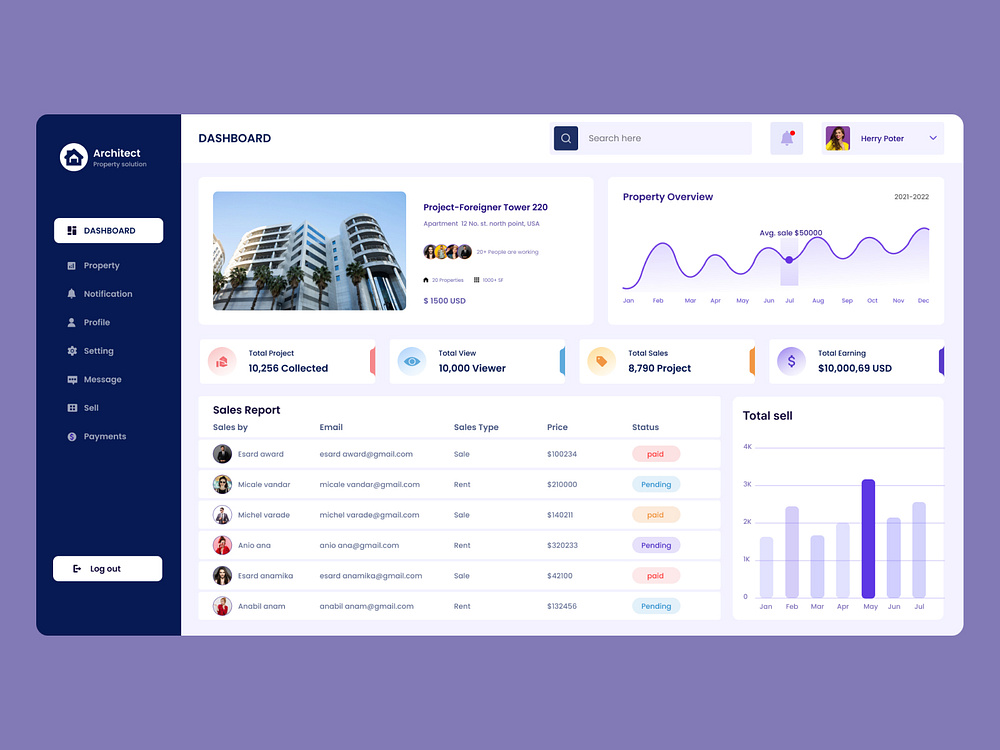 Architect
Property solution
DASHBOARD
Property
Notification
Profile
Setting
Message
Sell
Payments
Log out
DASHBOARD
Search here
Herry Poter
Project-Foreigner Tower 220
Apartment 12 No. st. north point, USA
20+ People are working
20 Properties 1000+ SF
$ 1500 USD
Property Overview
2021-2022
Avg. sale $50000
Jan Feb Mar Apr May Jun Jul Aug Sep Oct Nov Dec
Total Project
10,256 Collected
Total View
10,000 Viewer
Total Sales
8,790 Project
Total Earning
$10,000,69 USD
Sales Report
Sales by Email Sales Type Price Status
Esard award esard award@gmail.com Sale $100234 paid
Micale vandar micale vandar@gmail.com Rent $210000 Pending
Michel varade michel varade@gmail.com Sale $140211 paid
Anio ana anio ana@gmail.com Rent $320233 Pending
Esard anamika esard anamika@gmail.com Sale $42100 paid
Anabil anam anabil anam@gmail.com Rent $132456 Pending
Total sell
4K
3K
2K
1K
0
Jan Feb Mar Apr May Jun Jul